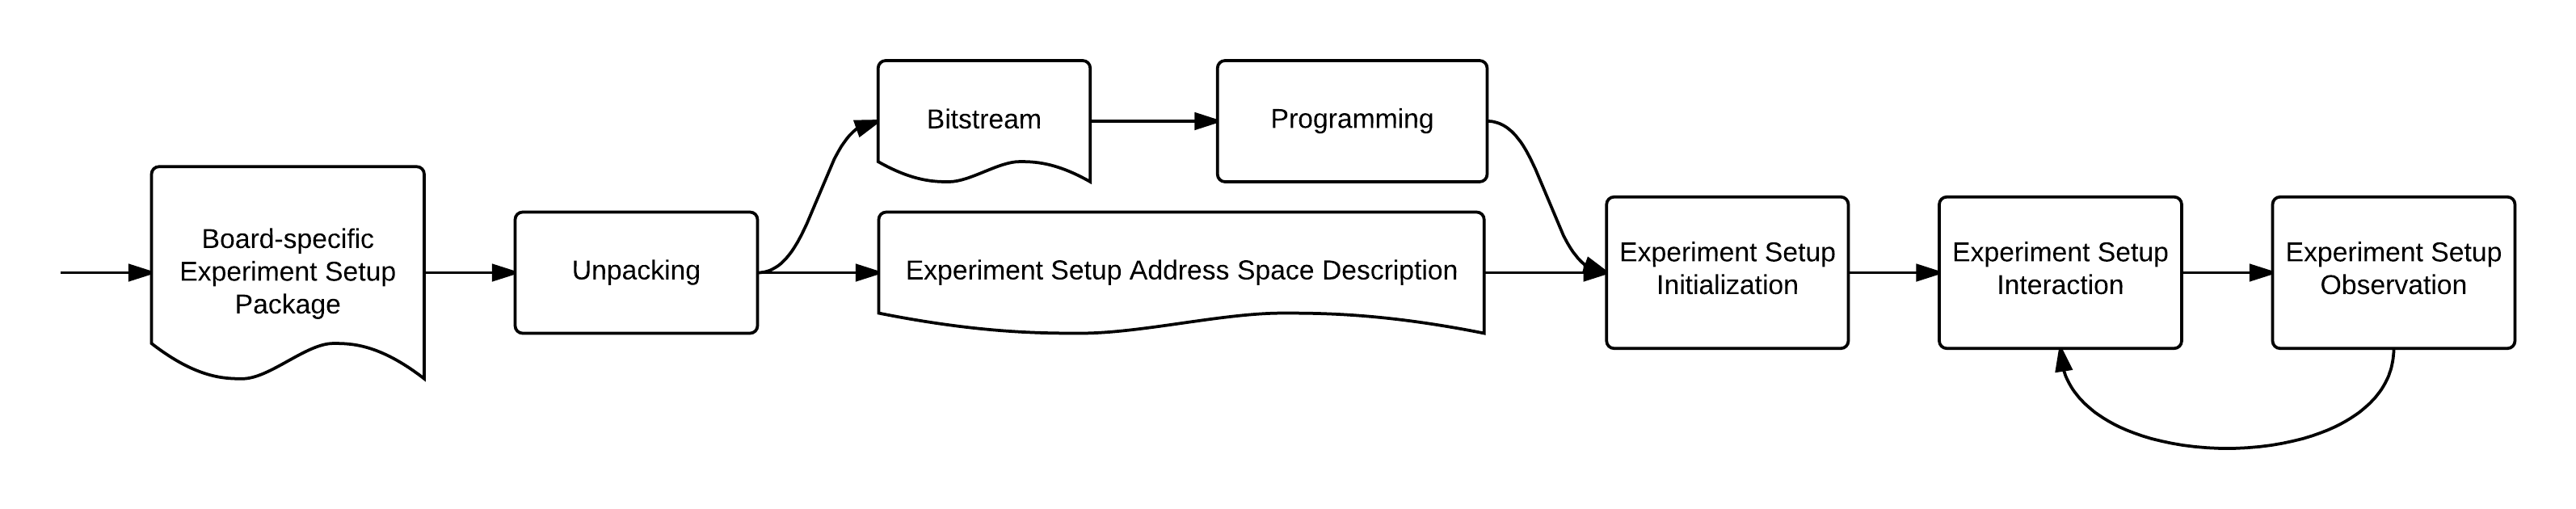 Board-specific
Experiment Setup
Package
Unpacking
Bitstream
Programming
Experiment Setup Address Space Description
Experiment Setup
Initialization
Experiment Setup
Interaction
Experiment Setup
Observation